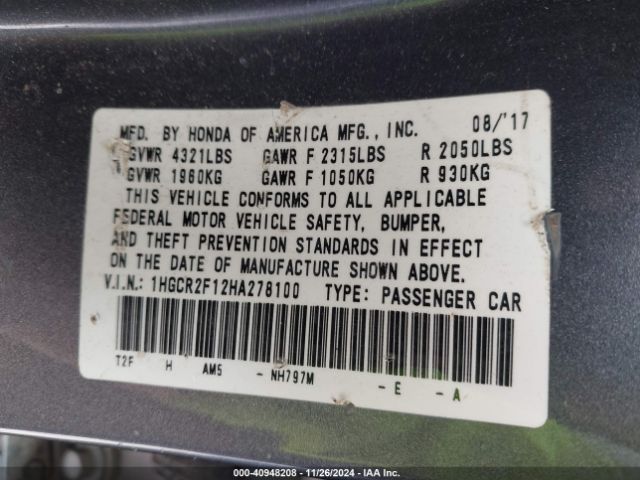 MFD. BY HONDA OF AMERICA MFG., INC. 08/'17
GVWR 4321LBS GAWR F 2315LBS R 2050LBS
GVWR 1960KG GAWR F 1050KG R 930KG
THIS VEHICLE CONFORMS TO ALL APPLICABLE
FEDERAL MOTOR VEHICLE SAFETY, BUMPER,
AND THEFT PREVENTION STANDARDS IN EFFECT
ON THE DATE OF MANUFACTURE SHOWN ABOVE.
V.I.N.: 1HGCR2F12HA278100 TYPE: PASSENGER CAR
T2F H AM5 - NH797M - E - A
000-40948208 - 11/26/2024 - IAA Inc.